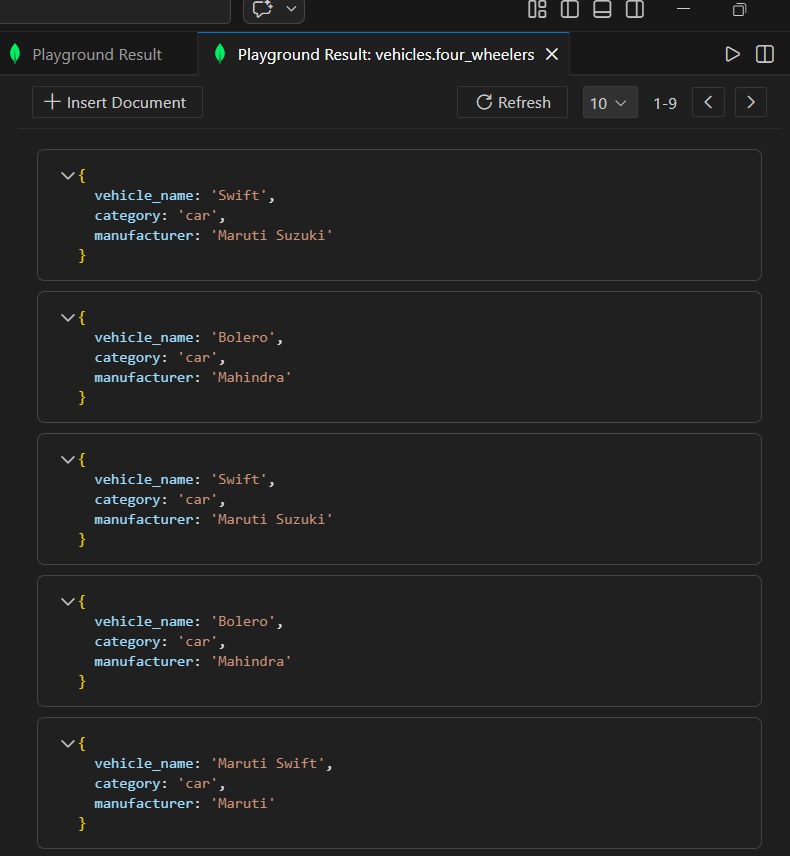 Playground Result
Playground Result: vehicles.four_wheelers
Insert Document
Refresh
10
1-9
{
vehicle_name: 'Swift',
category: 'car',
manufacturer: 'Maruti Suzuki'
}
{
vehicle_name: 'Bolero',
category: 'car',
manufacturer: 'Mahindra'
}
{
vehicle_name: 'Swift',
category: 'car',
manufacturer: 'Maruti Suzuki'
}
{
vehicle_name: 'Bolero',
category: 'car',
manufacturer: 'Mahindra'
}
{
vehicle_name: 'Maruti Swift',
category: 'car',
manufacturer: 'Maruti'
}